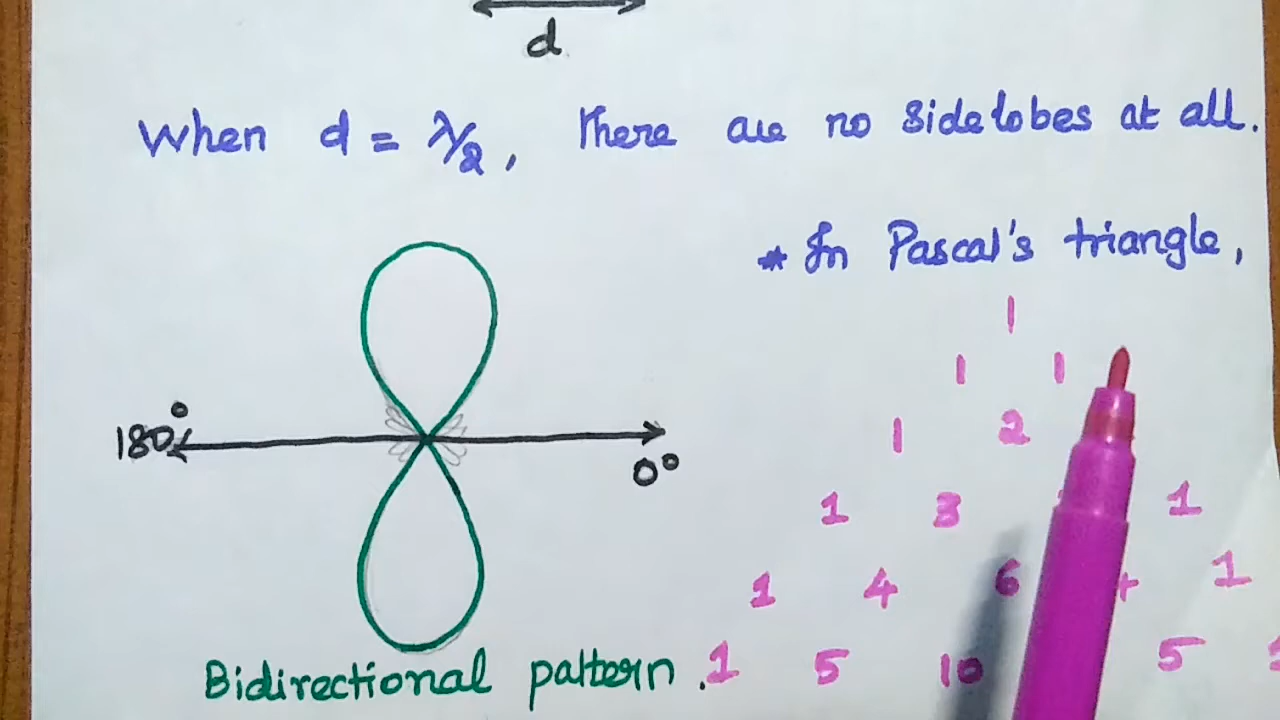 d
When d = λ/2, There are no sidelobes at all.
* In Pascal's triangle,
1
1 1
1 2
1 3 1
1 4 6 1
1 5 10 5
180° 0°
Bidirectional pattern.